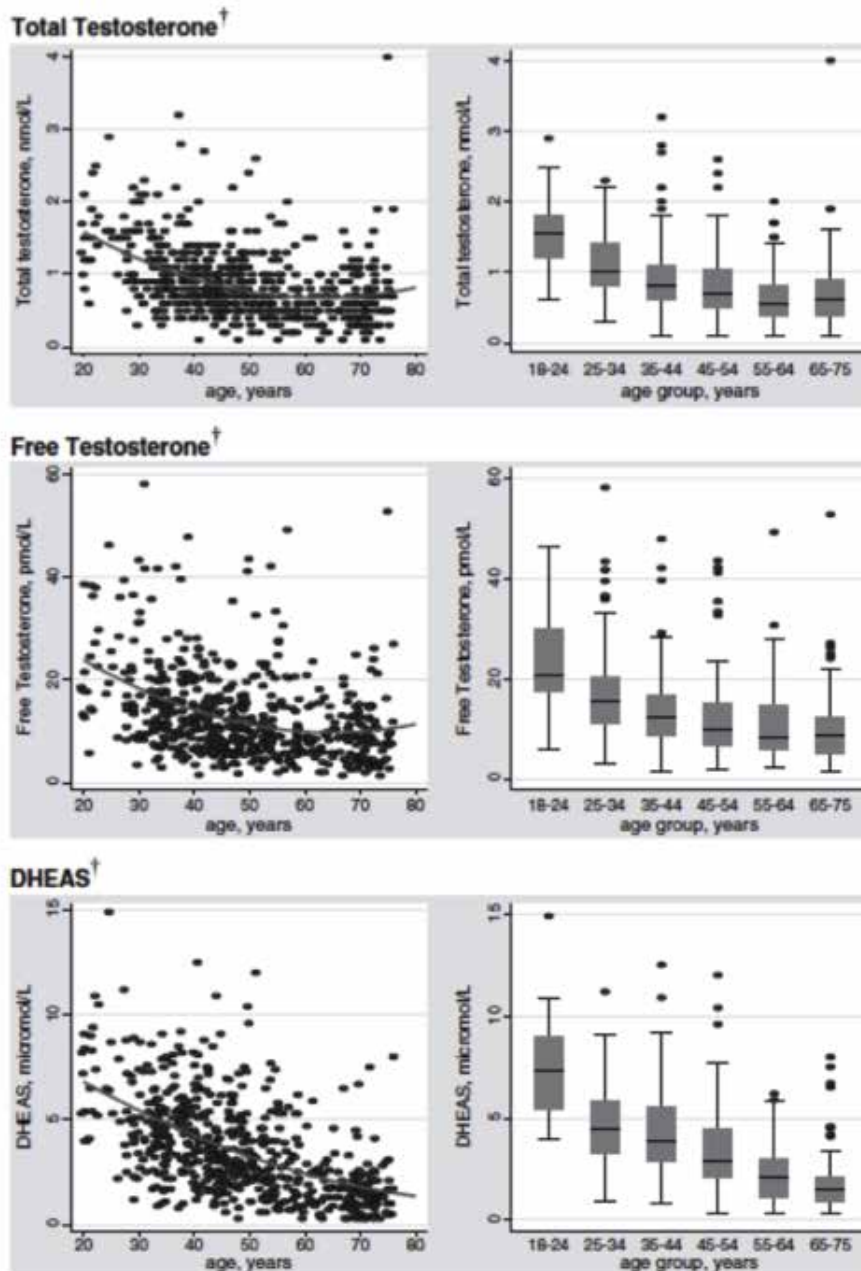 Total Testosterone†
Total testosterone, nmol/L
0 1 2 3 4
20 30 40 50 60 70 80
age, years
Total testosterone, nmol/L
0 1 2 3 4
18-24 25-34 35-44 45-54 55-64 65-75
age group, years
Free Testosterone†
Free Testosterone, pmol/L
0 20 40 60
20 30 40 50 60 70 80
age, years
Free Testosterone, pmol/L
0 20 40 60
18-24 25-34 35-44 45-54 55-64 65-75
age group, years
DHEAS†
DHEAS, micromol/L
0 5 10 15
20 30 40 50 60 70 80
age, years
DHEAS, micromol/L
0 5 10 15
18-24 25-34 35-44 45-54 55-64 65-75
age group, years